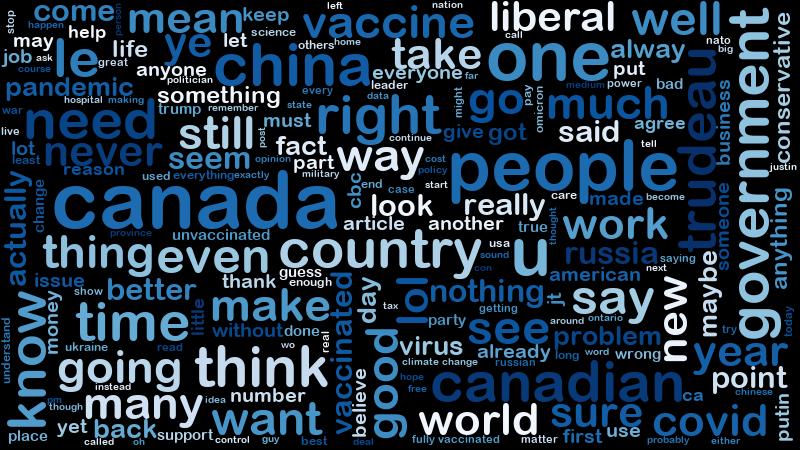 stop
come
person
mean
keep
left
nation
vaccine
liberal
well
science
call
nato
big
conservative
may
help
life
ye
let
others
home
job
ask
le
great
china
take
one
alway
put
happen
course
anyone
politician
everyone
far
leader
medium
power
bad
pandemic
something
every
data
might
go
pay
omicron
much
trudeau
business
government
war
hospital
making
trump
remember
state
right
give
got
said
agree
live
need
still
post
must
fact
continue
tell
justin
lot
least
never
seem
opinion
part
way
cost
policy
people
reason
used
everything
exactly
military
start
care
made
become
someone
actually
change
canada
cbc
end
case
look
really
true
thought
work
anything
province
unvaccinated
article
another
usa
russia
saying
thing
even
country
sound
con
u
american
next
maybe
issue
show
better
thank
guess
enough
vaccinated
day
lol
nothing
jt
say
new
know
money
time
little
make
without
done
tax
getting
party
see
around
ontario
problem
try
today
understand
ukraine
read
wo
real
good
virus
already
long
word
wrong
year
going
think
climate change
russian
instead
believe
hope
free
canadian
ca
point
chinese
pm
though
many
idea
number
want
world
sure
covid
putin
place
yet
back
called
oh
support
control
guy
best
deal
fully vaccinated
matter
first
use
probably
either